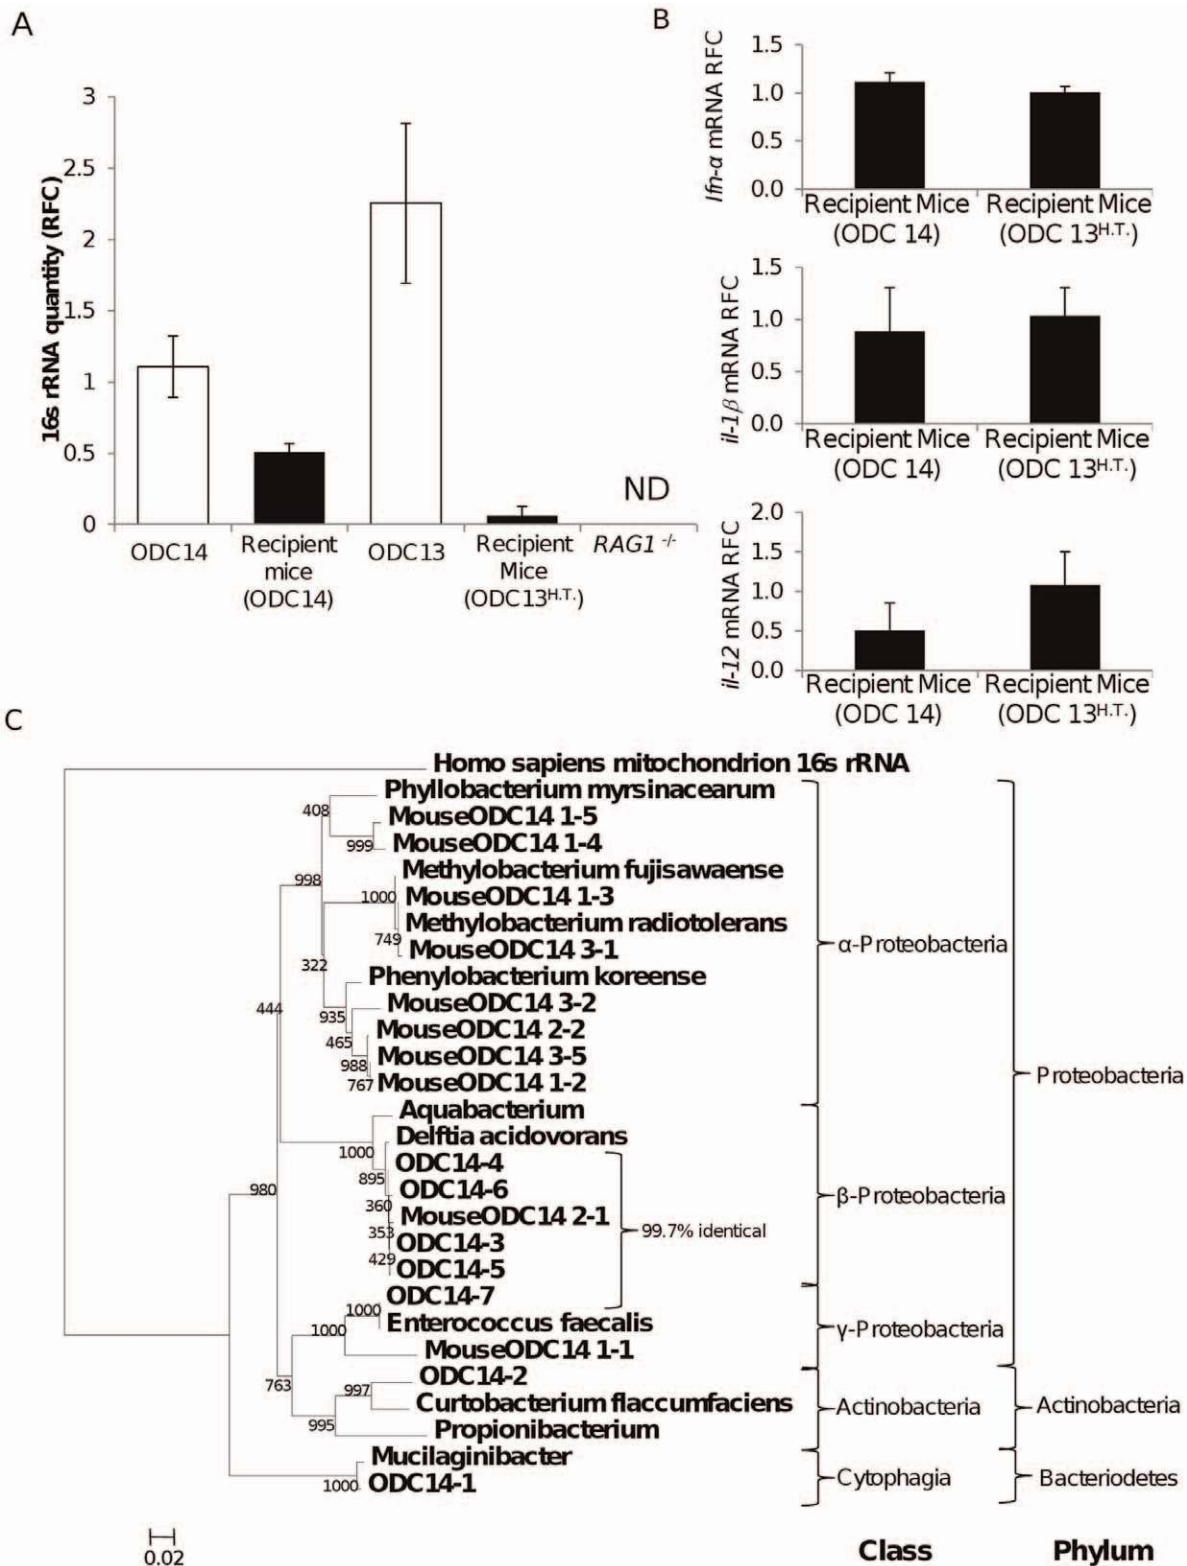 A
3
2.5
2
1.5
1
0.5
0
16s rRNA quantity (RFC)
ND
ODC14
Recipient
mice
(ODC14)
ODC13
Recipient
Mice
(ODC13H.T.)
RAG1 -/-
B
Ifn-α mRNA RFC
1.5
1.0
0.5
0.0
Recipient Mice
(ODC 14)
Recipient Mice
(ODC 13H.T.)
il-1β mRNA RFC
1.5
1.0
0.5
0.0
Recipient Mice
(ODC 14)
Recipient Mice
(ODC 13H.T.)
il-12 mRNA RFC
2.0
1.5
1.0
0.5
0.0
Recipient Mice
(ODC 14)
Recipient Mice
(ODC 13H.T.)
C
Homo sapiens mitochondrion 16s rRNA
Phyllobacterium myrsinacearum
408
MouseODC14 1-5
999
MouseODC14 1-4
Methylobacterium fujisawaense
998
1000
MouseODC14 1-3
Methylobacterium radiotolerans
749
MouseODC14 3-1
α-Proteobacteria
322
Phenylobacterium koreense
444
MouseODC14 3-2
935
MouseODC14 2-2
465
MouseODC14 3-5
988
767
MouseODC14 1-2
Proteobacteria
Aquabacterium
Delftia acidovorans
1000
ODC14-4
895
980
ODC14-6
360
MouseODC14 2-1
99.7% identical
β-Proteobacteria
353
ODC14-3
429
ODC14-5
ODC14-7
1000
Enterococcus faecalis
1000
γ-Proteobacteria
MouseODC14 1-1
763
ODC14-2
997
Curtobacterium flaccumfaciens
Actinobacteria
Actinobacteria
995
Propionibacterium
Mucilaginibacter
1000
ODC14-1
Cytophagia
Bacteriodetes
0.02
Class
Phylum